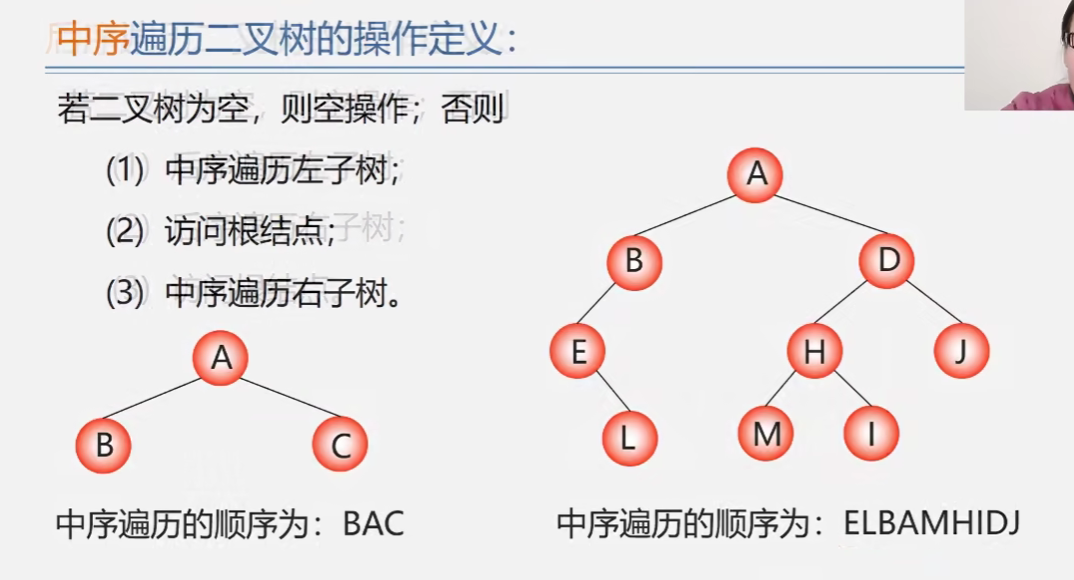 中序遍历二叉树的操作定义：
若二叉树为空，则空操作；否则
(1) 中序遍历左子树；
(2) 访问根结点；
(3) 中序遍历右子树。
A
B
C
中序遍历的顺序为：BAC
A
B
D
E
H
J
L
M
I
中序遍历的顺序为：ELBAMHIDJ